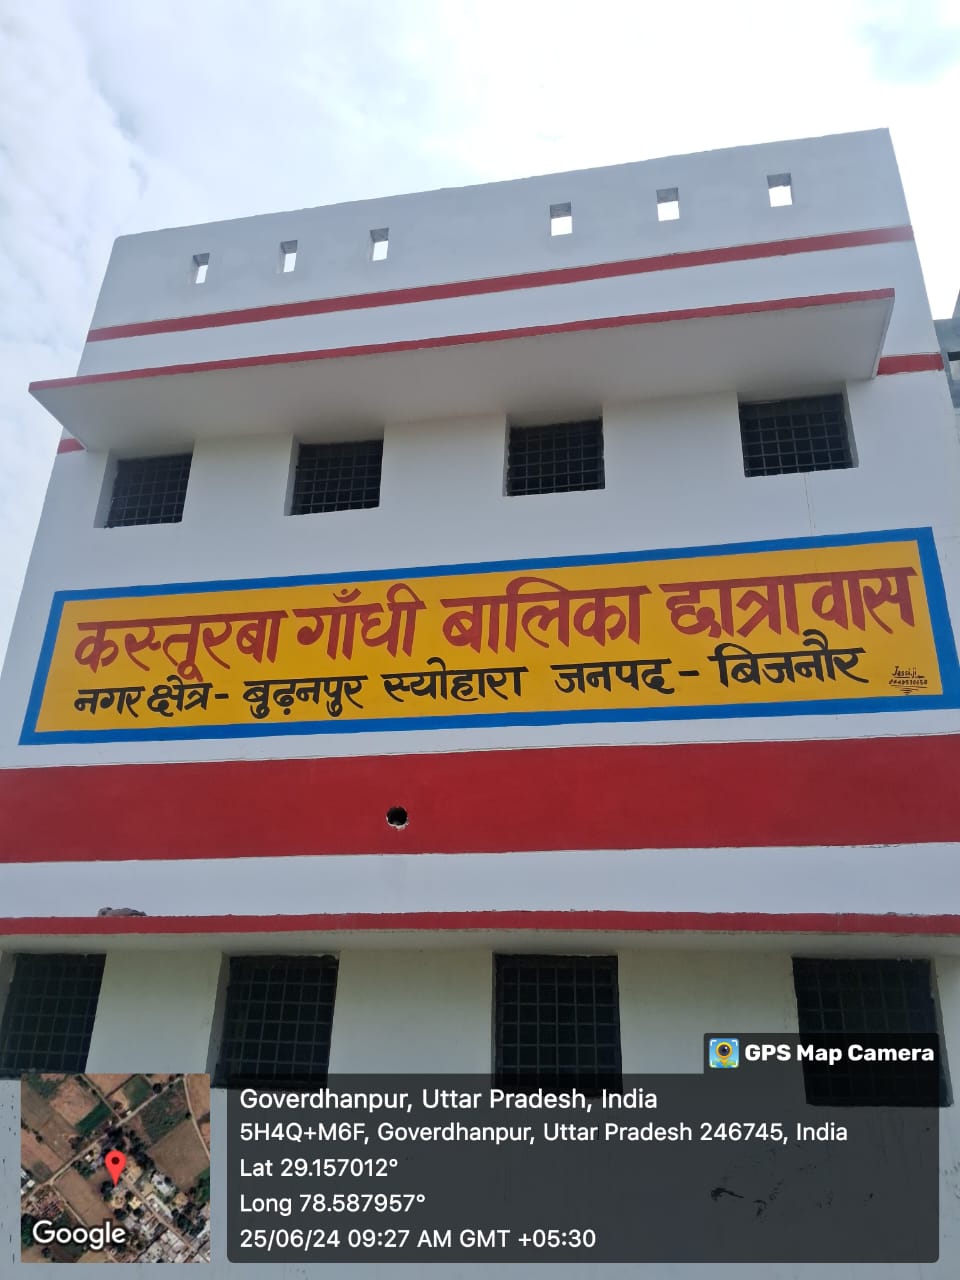 कस्तूरबा गाँधी बालिका छात्रावास
नगर क्षेत्र - बुढ़नपुर स्योहारा जनपद - बिजनौर
GPS Map Camera
Goverdhanpur, Uttar Pradesh, India
5H4Q+M6F, Goverdhanpur, Uttar Pradesh 246745, India
Lat 29.157012°
Long 78.587957°
25/06/24 09:27 AM GMT +05:30
Google